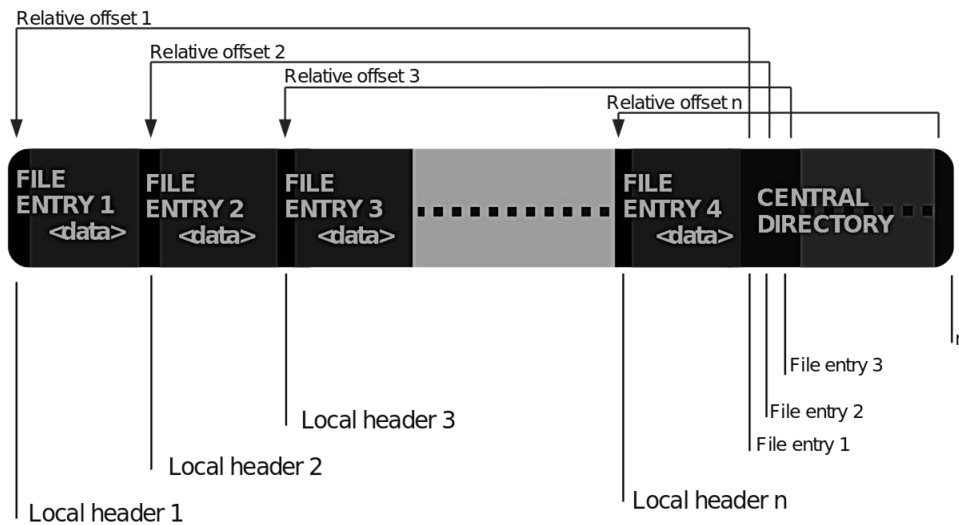 Relative offset 1
Relative offset 2
Relative offset 3
Relative offset n
FILE
ENTRY 1
<data>
FILE
ENTRY 2
<data>
FILE
ENTRY 3
<data>
FILE
ENTRY 4
<data>
CENTRAL
DIRECTORY
File entry 3
File entry 2
File entry 1
Local header 3
Local header 2
Local header 1
Local header n